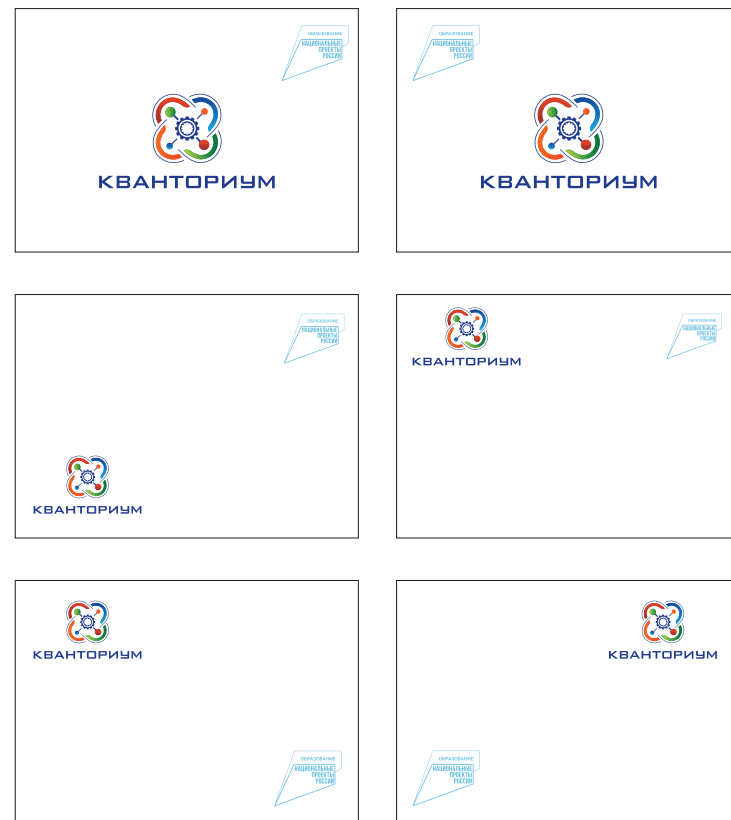 ОБРАЗОВАНИЕ
НАЦИОНАЛЬНЫЕ
ПРОЕКТЫ
РОССИИ
КВАНТОРИУМ
ОБРАЗОВАНИЕ
НАЦИОНАЛЬНЫЕ
ПРОЕКТЫ
РОССИИ
КВАНТОРИУМ
ОБРАЗОВАНИЕ
НАЦИОНАЛЬНЫЕ
ПРОЕКТЫ
РОССИИ
КВАНТОРИУМ
КВАНТОРИУМ
ОБРАЗОВАНИЕ
НАЦИОНАЛЬНЫЕ
ПРОЕКТЫ
РОССИИ
КВАНТОРИУМ
ОБРАЗОВАНИЕ
НАЦИОНАЛЬНЫЕ
ПРОЕКТЫ
РОССИИ
КВАНТОРИУМ
ОБРАЗОВАНИЕ
НАЦИОНАЛЬНЫЕ
ПРОЕКТЫ
РОССИИ